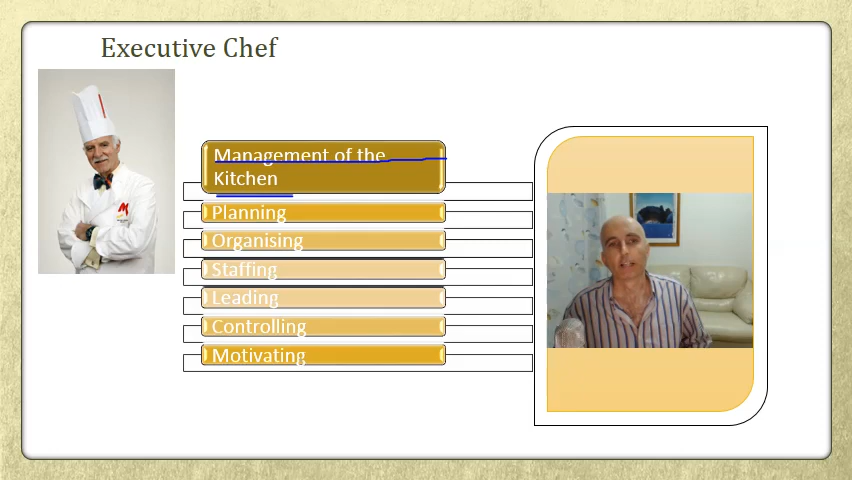 Executive Chef
Management of the
Kitchen
Planning
Organising
Staffing
Leading
Controlling
Motivating